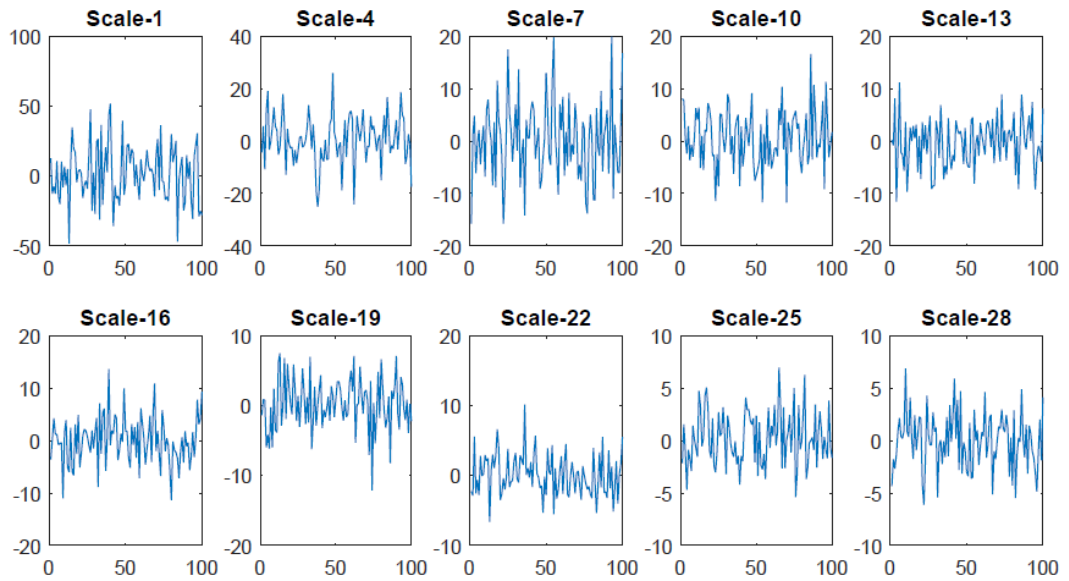 Scale-1 Scale-4 Scale-7 Scale-10 Scale-13
100 40 20 20 20
50 20 10 10 10
0 0 0 0 0
-20 -10 -10 -10
-50 -40 -20 -20 -20
0 50 100 0 50 100 0 50 100 0 50 100 0 50 100
Scale-16 Scale-19 Scale-22 Scale-25 Scale-28
20 10 20 10 10
10 5 5 5
0 0 10 0 0
-5 0 -5 -5
-10
-20 -10 -10 -10 -10
0 50 100 0 50 100 0 50 100 0 50 100 0 50 100